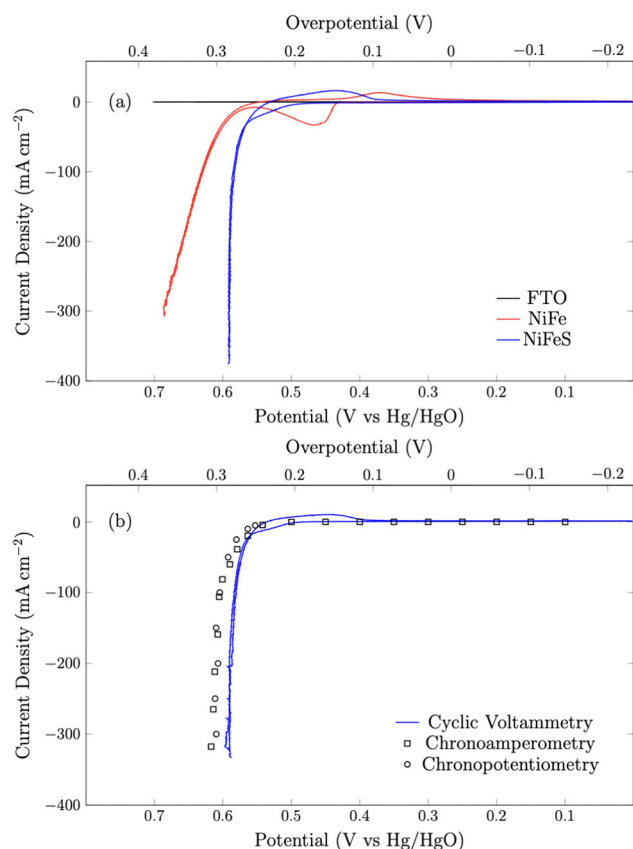 Overpotential (V)
0.4 0.3 0.2 0.1 0 −0.1 −0.2
(a)
0
−100
−200
−300
−400
Current Density (mA cm−2)
FTO
NiFe
NiFeS
0.7 0.6 0.5 0.4 0.3 0.2 0.1
Potential (V vs Hg/HgO)
Overpotential (V)
0.4 0.3 0.2 0.1 0 −0.1 −0.2
(b)
0
−100
−200
−300
−400
Current Density (mA cm−2)
Cyclic Voltammetry
Chronoamperometry
Chronopotentiometry
0.7 0.6 0.5 0.4 0.3 0.2 0.1
Potential (V vs Hg/HgO)